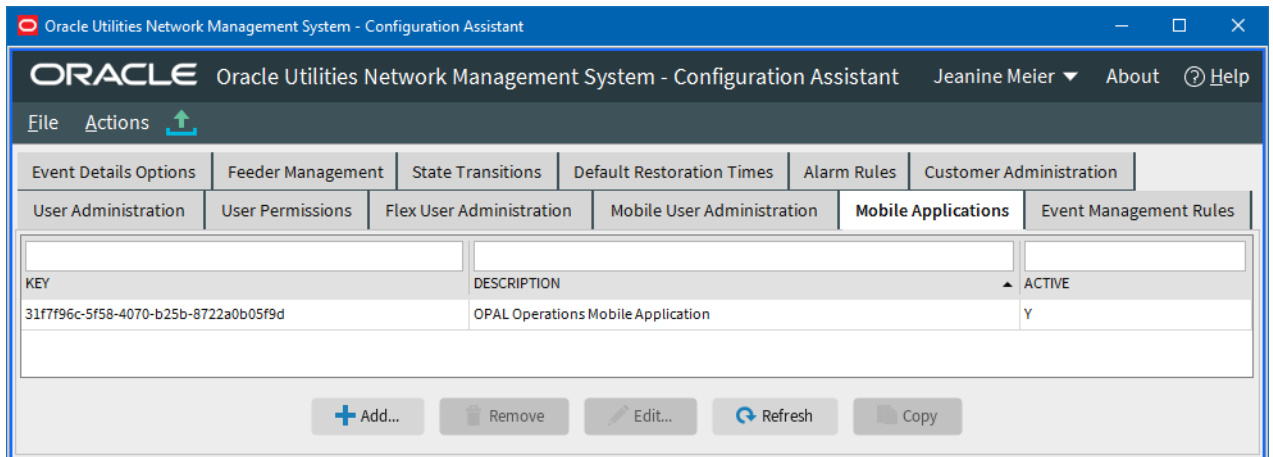 Oracle Utilities Network Management System - Configuration Assistant
ORACLE Oracle Utilities Network Management System - Configuration Assistant Jeanine Meier About Help
File Actions
Event Details Options Feeder Management State Transitions Default Restoration Times Alarm Rules Customer Administration
User Administration User Permissions Flex User Administration Mobile User Administration Mobile Applications Event Management Rules
KEY DESCRIPTION ACTIVE
31f7f96c-5f58-4070-b25b-8722a0b05f9d OPAL Operations Mobile Application Y
Add... Remove Edit... Refresh Copy